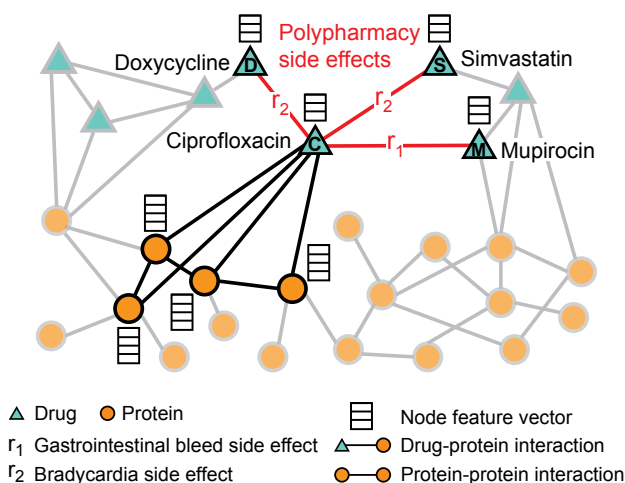 Polypharmacy
side effects
Doxycycline
D
S
Simvastatin
r2
r2
Ciprofloxacin
C
r1
M
Mupirocin
Drug
Protein
Node feature vector
r1 Gastrointestinal bleed side effect
Drug-protein interaction
r2 Bradycardia side effect
Protein-protein interaction